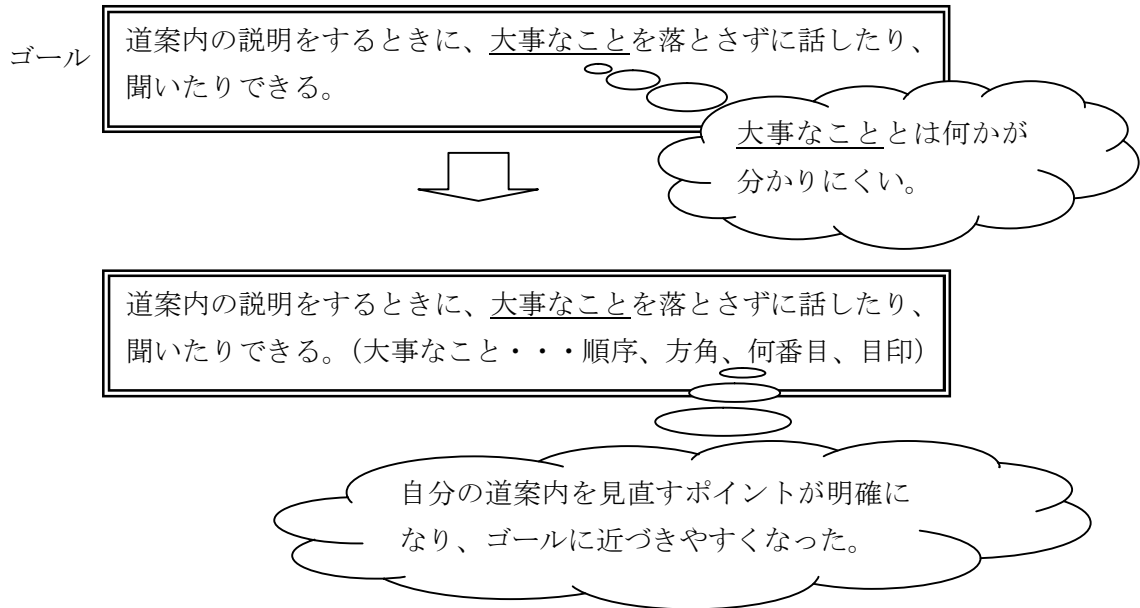 ゴール
道案内の説明をするときに、大事なことを落とさずに話したり、
聞いたりできる。
大事なこととは何かが
分かりにくい。
道案内の説明をするときに、大事なことを落とさずに話したり、
聞いたりできる。(大事なこと・・・順序、方角、何番目、目印)
自分の道案内を見直すポイントが明確に
なり、ゴールに近づきやすくなった。